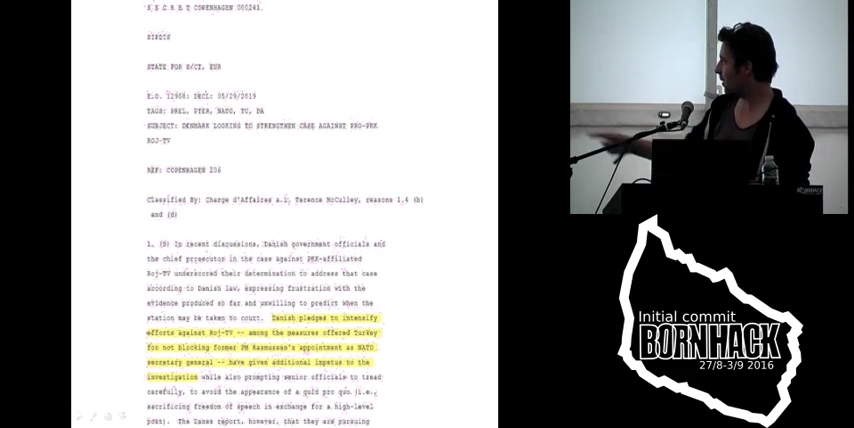 S E C R E T COPENHAGEN 000241
SIPDIS
STATE FOR S/CT, EUR
E.O. 12958: DECL: 05/29/2019
TAGS: PREL, PTER, NATO, TU, DA
SUBJECT: DENMARK LOOKING TO STRENGTHEN CASE AGAINST PRO-PKK
ROJ-TV
REF: COPENHAGEN 206
Classified By: Charge d'Affaires a.i. Terence McCulley, reasons 1.4 (b)
and (d)
1. (S) In recent discussions, Danish government officials and
the chief prosecutor in the case against PKK-affiliated
Roj-TV underscored their determination to address that case
according to Danish law, expressing frustration with the
evidence produced so far and unwilling to predict when the
station may be taken to court. Danish pledges to intensify
efforts against Roj-TV -- among the measures offered Turkey
for not blocking former PM Rasmussen's appointment as NATO
secretary general -- have given additional impetus to the
investigation while also prompting senior officials to tread
carefully, to avoid the appearance of a quid pro quo (i.e.,
sacrificing freedom of speech in exchange for a high-level
post). The Danes report, however, that they are pursuing
Initial commit
BORNHACK
27/8-3/9 2016